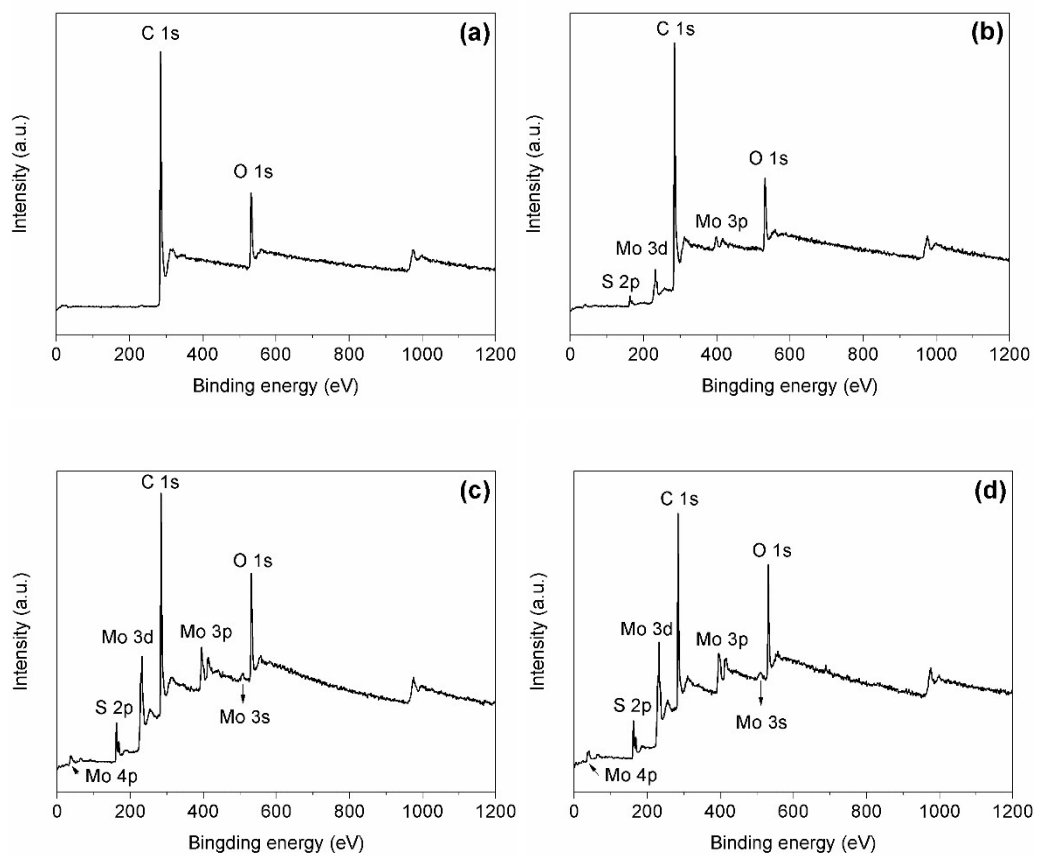 (a)
C 1s
O 1s
Intensity (a.u.)
0 200 400 600 800 1000 1200
Binding energy (eV)
(b)
C 1s
O 1s
Mo 3p
Mo 3d
S 2p
Intensity (a.u.)
0 200 400 600 800 1000 1200
Bingding energy (eV)
(c)
C 1s
O 1s
Mo 3d
Mo 3p
S 2p
Mo 3s
Mo 4p
Intensity (a.u.)
0 200 400 600 800 1000 1200
Bingding energy (eV)
(d)
C 1s
O 1s
Mo 3d
Mo 3p
S 2p
Mo 3s
Mo 4p
Intensity (a.u.)
0 200 400 600 800 1000 1200
Bingding energy (eV)